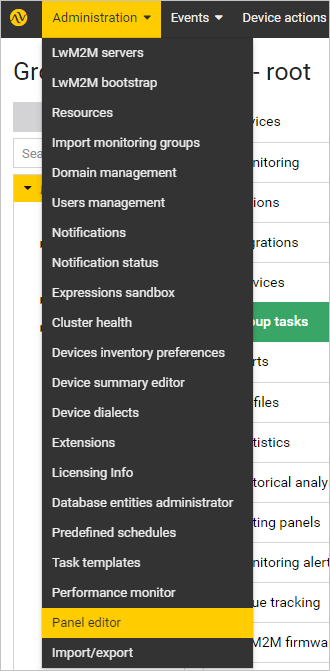 Administration Events Device actions
Gro - root
LwM2M servers
LwM2M bootstrap
Resources
Import monitoring groups
Domain management
Users management
Notifications
Notification status
Expressions sandbox
Cluster health
Devices inventory preferences
Device summary editor
Device dialects
Extensions
Licensing Info
Database entities administrator
Predefined schedules
Task templates
Performance monitor
Panel editor
Import/export
Sea
vices
nitoring
ions
grations
vices
oup tasks
rts
files
tistics
torical analy
ting panels
nitoring alert
ue tracking
M2M firmwa